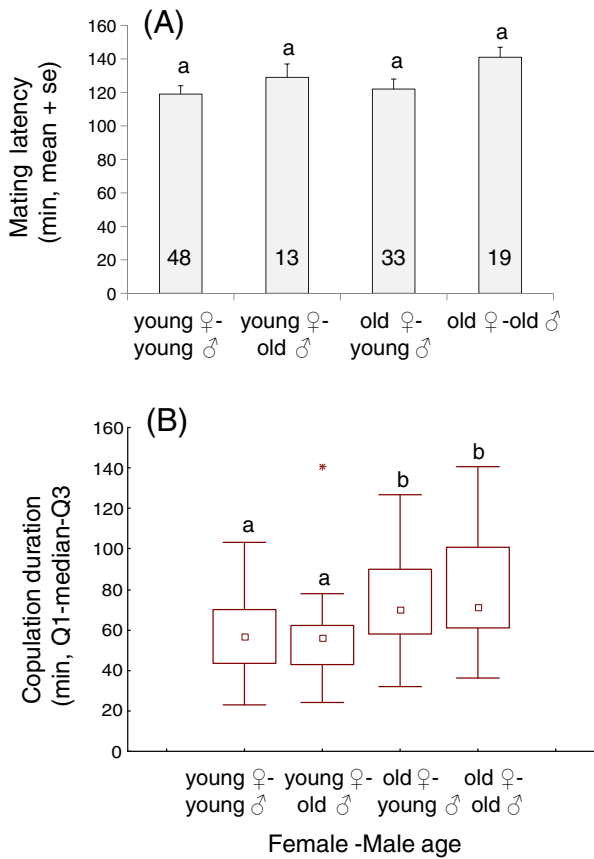 (A)
Mating latency
(min, mean + se)
160
140
120
100
80
60
40
20
0
a
a
a
a
48
13
33
19
young ♀-
young ♂
young ♀-
old ♂
old ♀-
young ♂
old ♀-old ♂
(B)
Copulation duration
(min, Q1-median-Q3
160
140
120
100
80
60
40
20
0
a
a
b
b
young ♀-
young ♂
young ♀-
old ♂
old ♀-
young ♂
old ♀-
old ♂
Female -Male age